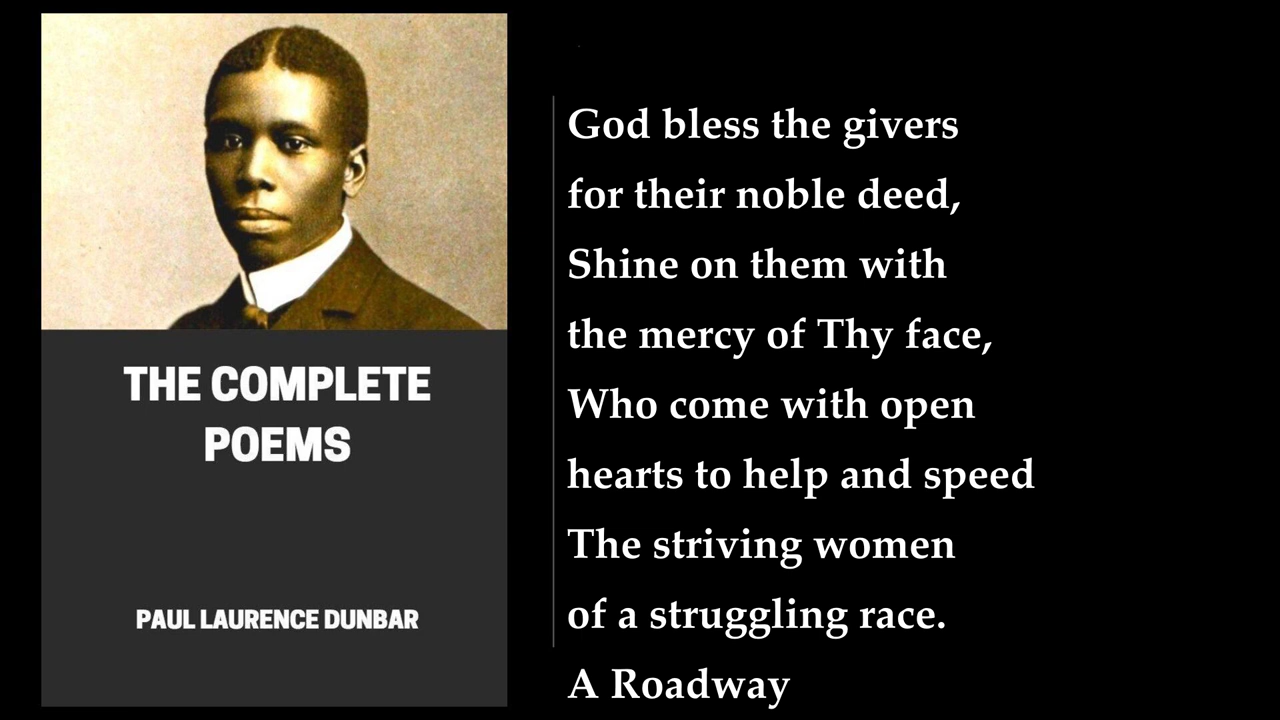 THE COMPLETE
POEMS
PAUL LAURENCE DUNBAR
God bless the givers
for their noble deed,
Shine on them with
the mercy of Thy face,
Who come with open
hearts to help and speed
The striving women
of a struggling race.
A Roadway